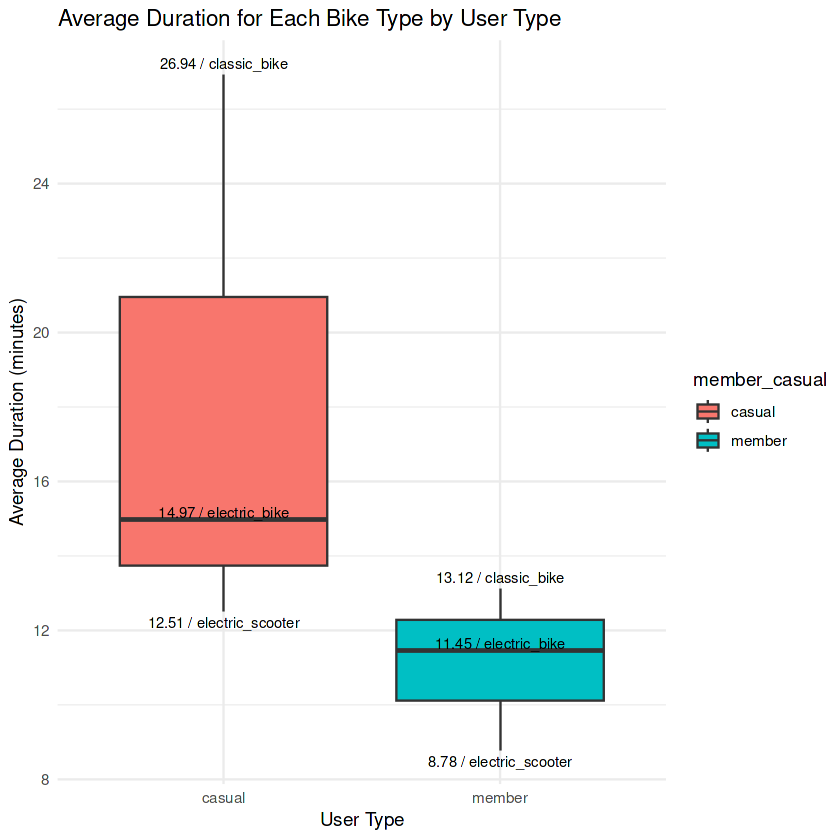 Average Duration for Each Bike Type by User Type
26.94 / classic_bike
24
20
member_casual
casual
member
Average Duration (minutes)
16
14.97 / electric_bike
13.12 / classic_bike
12.51 / electric_scooter
12
11.45 / electric_bike
8.78 / electric_scooter
8
casual
member
User Type